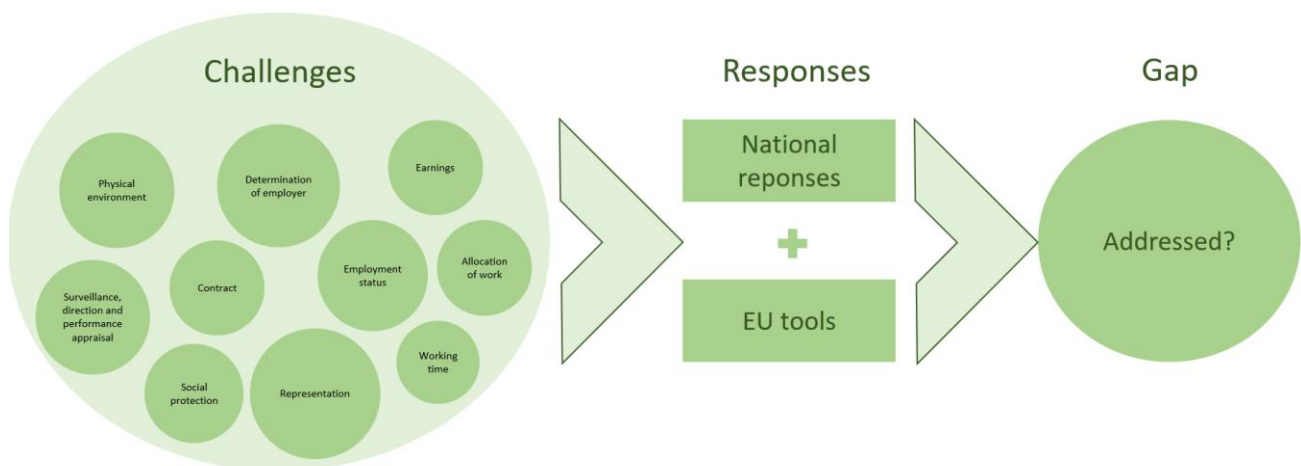 Challenges
Physical
environment
Determination
of employer
Earnings
Surveillance,
direction and
performance
appraisal
Contract
Employment
status
Allocation
of work
Social
protection
Representation
Working
time
Responses
National
reponses
EU tools
Gap
Addressed?